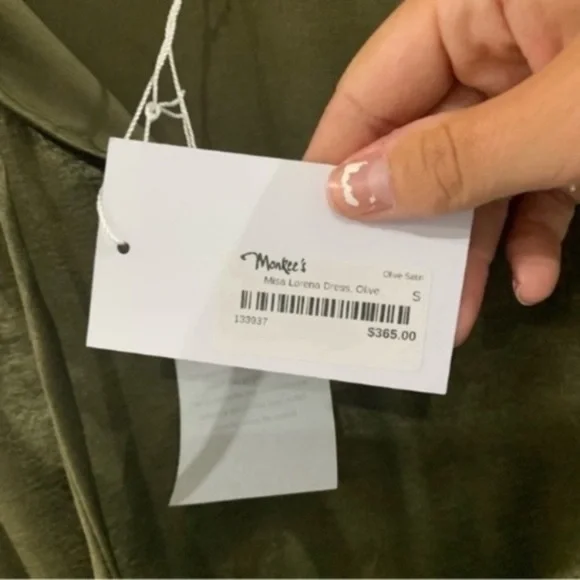 Monkee's
Olive Satin
Misa Lorena Dress, Olive
S
133937
$365.00